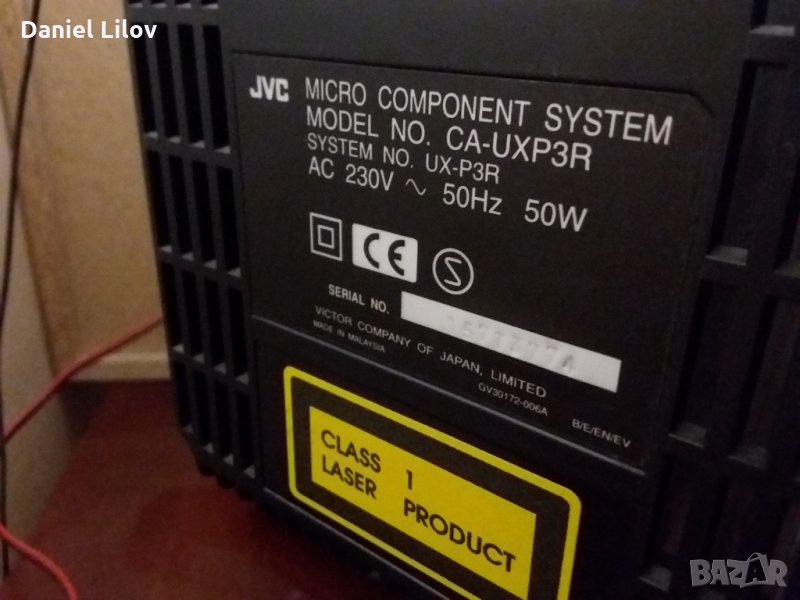 Daniel Lilov
JVC MICRO COMPONENT SYSTEM
MODEL NO. CA-UXP3R
SYSTEM NO. UX-P3R
AC 230V ~ 50Hz 50W
CE S
SERIAL NO.
VICTOR COMPANY OF JAPAN, LIMITED
MADE IN MALAYSIA
GV30172-006A B/E/EN/EV
CLASS 1
LASER PRODUCT
BAZAR